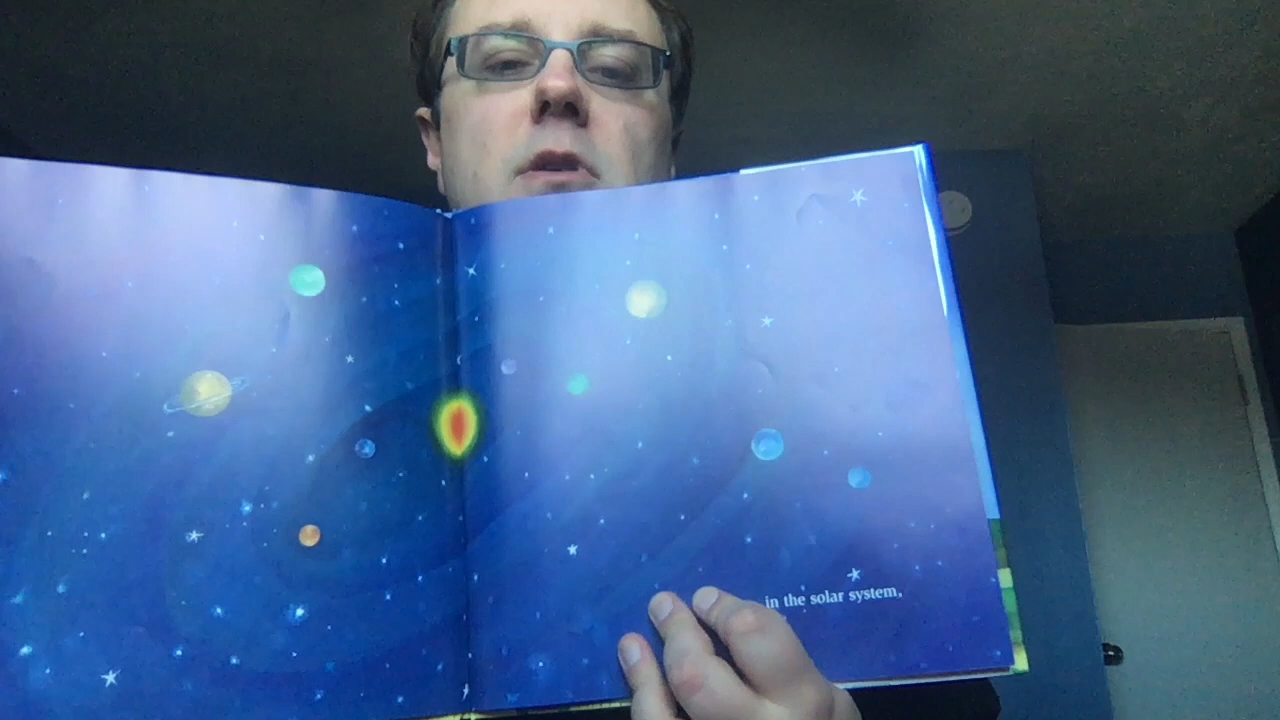 in the solar system,